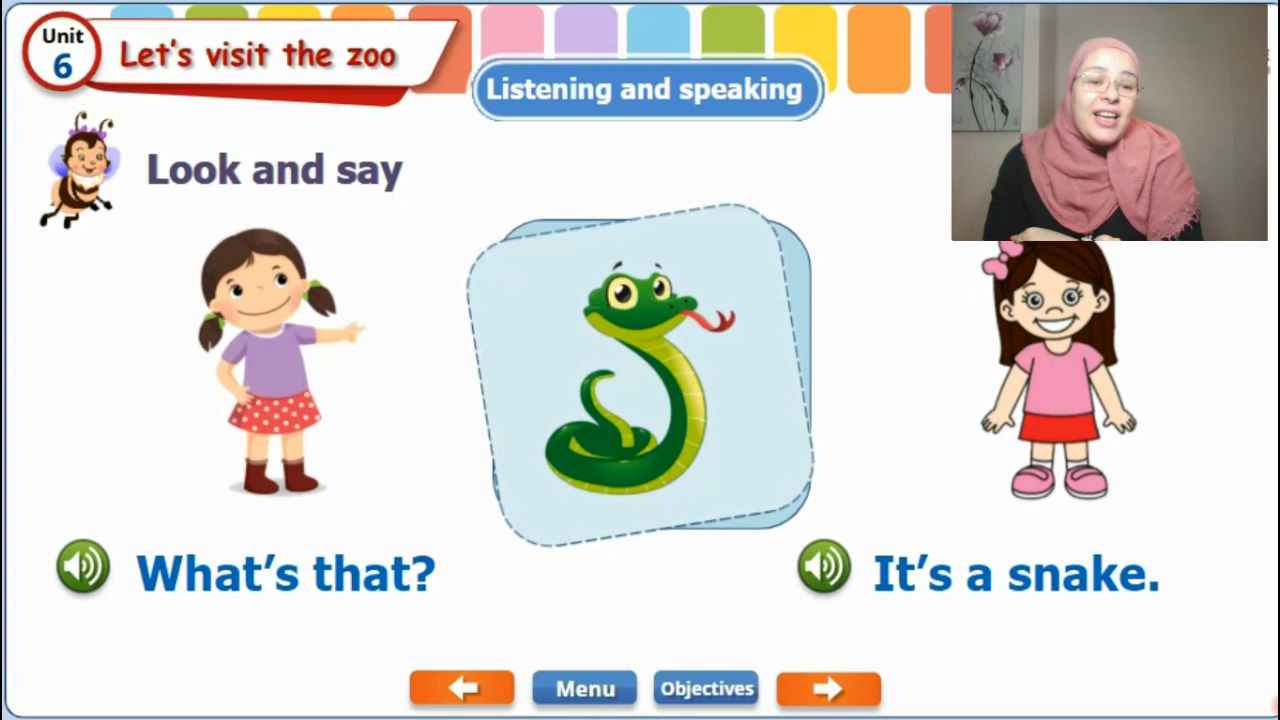 Unit
6
Let's visit the zoo
Listening and speaking
Look and say
What's that?
It's a snake.
Menu
Objectives